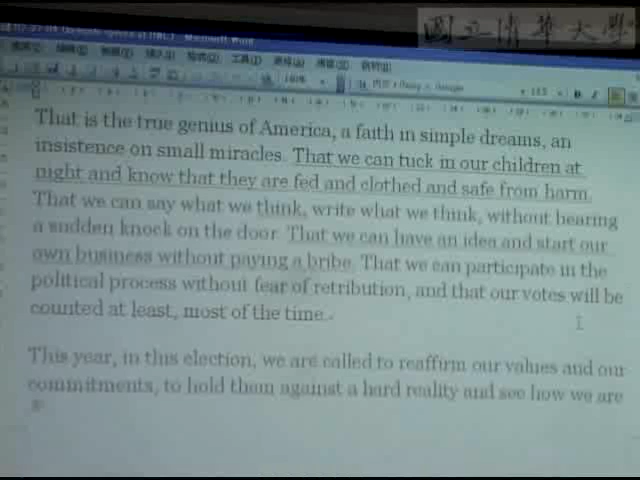 國立清華大學
Microsoft Word
That is the true genius of America, a faith in simple dreams, an
insistence on small miracles. That we can tuck in our children at
night and know that they are fed and clothed and safe from harm.
That we can say what we think, write what we think, without hearing
a sudden knock on the door. That we can have an idea and start our
own business without paying a bribe. That we can participate in the
political process without fear of retribution, and that our votes will be
counted at least, most of the time.
This year, in this election, we are called to reaffirm our values and our
commitments, to hold them against a hard reality and see how we are